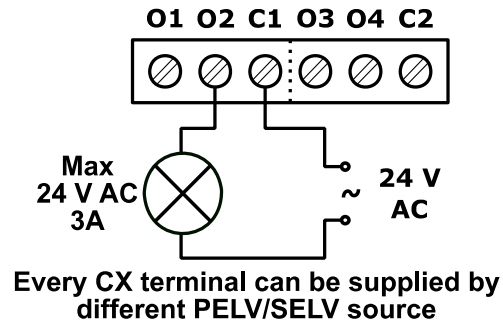 O1 O2 C1 O3 O4 C2
Max
24 V AC
3A
24 V
~
AC
Every CX terminal can be supplied by
different PELV/SELV source